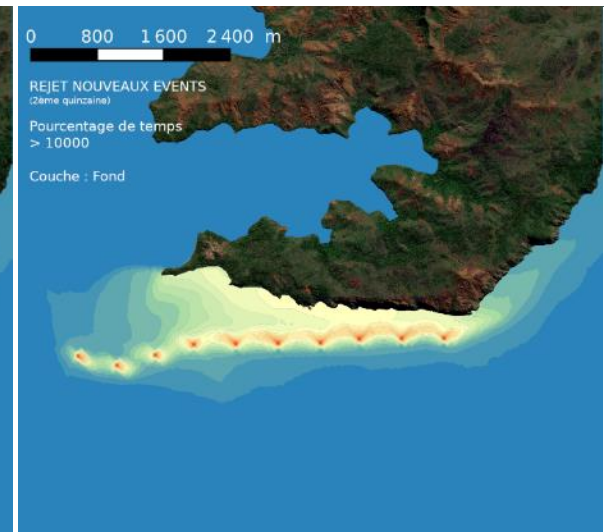 0 800 1 600 2 400 m
REJET NOUVEAUX EVENTS
(2ème quinzaine)
Pourcentage de temps
> 10000
Couche : Fond